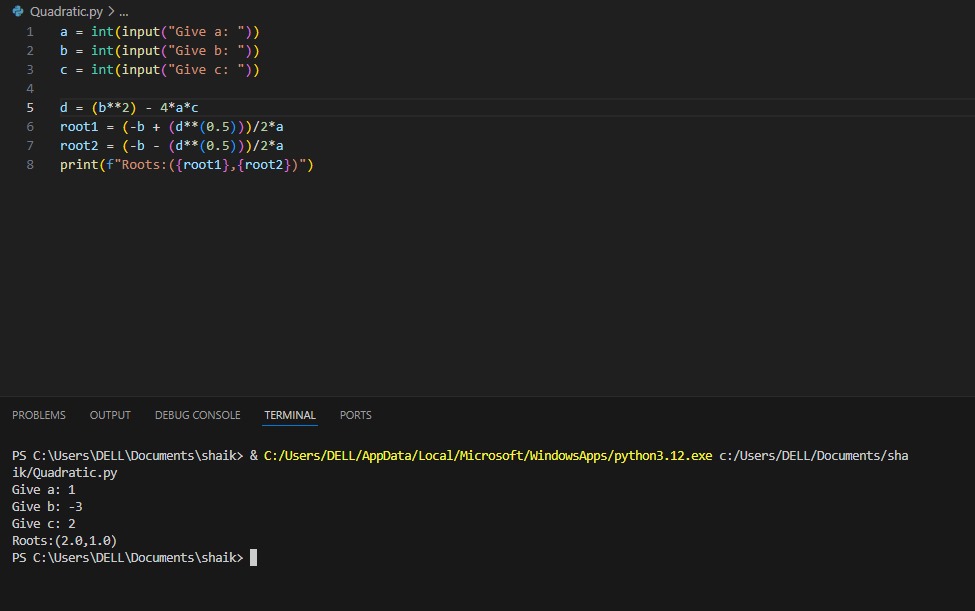 Quadratic.py > ...
1 a = int(input("Give a: "))
2 b = int(input("Give b: "))
3 c = int(input("Give c: "))
4
5 d = (b**2) - 4*a*c
6 root1 = (-b + (d**(0.5)))/2*a
7 root2 = (-b - (d**(0.5)))/2*a
8 print(f"Roots:({root1},{root2})")
PROBLEMS OUTPUT DEBUG CONSOLE TERMINAL PORTS
PS C:\Users\DELL\Documents\shaik> & C:/Users/DELL/AppData/Local/Microsoft/WindowsApps/python3.12.exe c:/Users/DELL/Documents/sha
ik/Quadratic.py
Give a: 1
Give b: -3
Give c: 2
Roots:(2.0,1.0)
PS C:\Users\DELL\Documents\shaik>